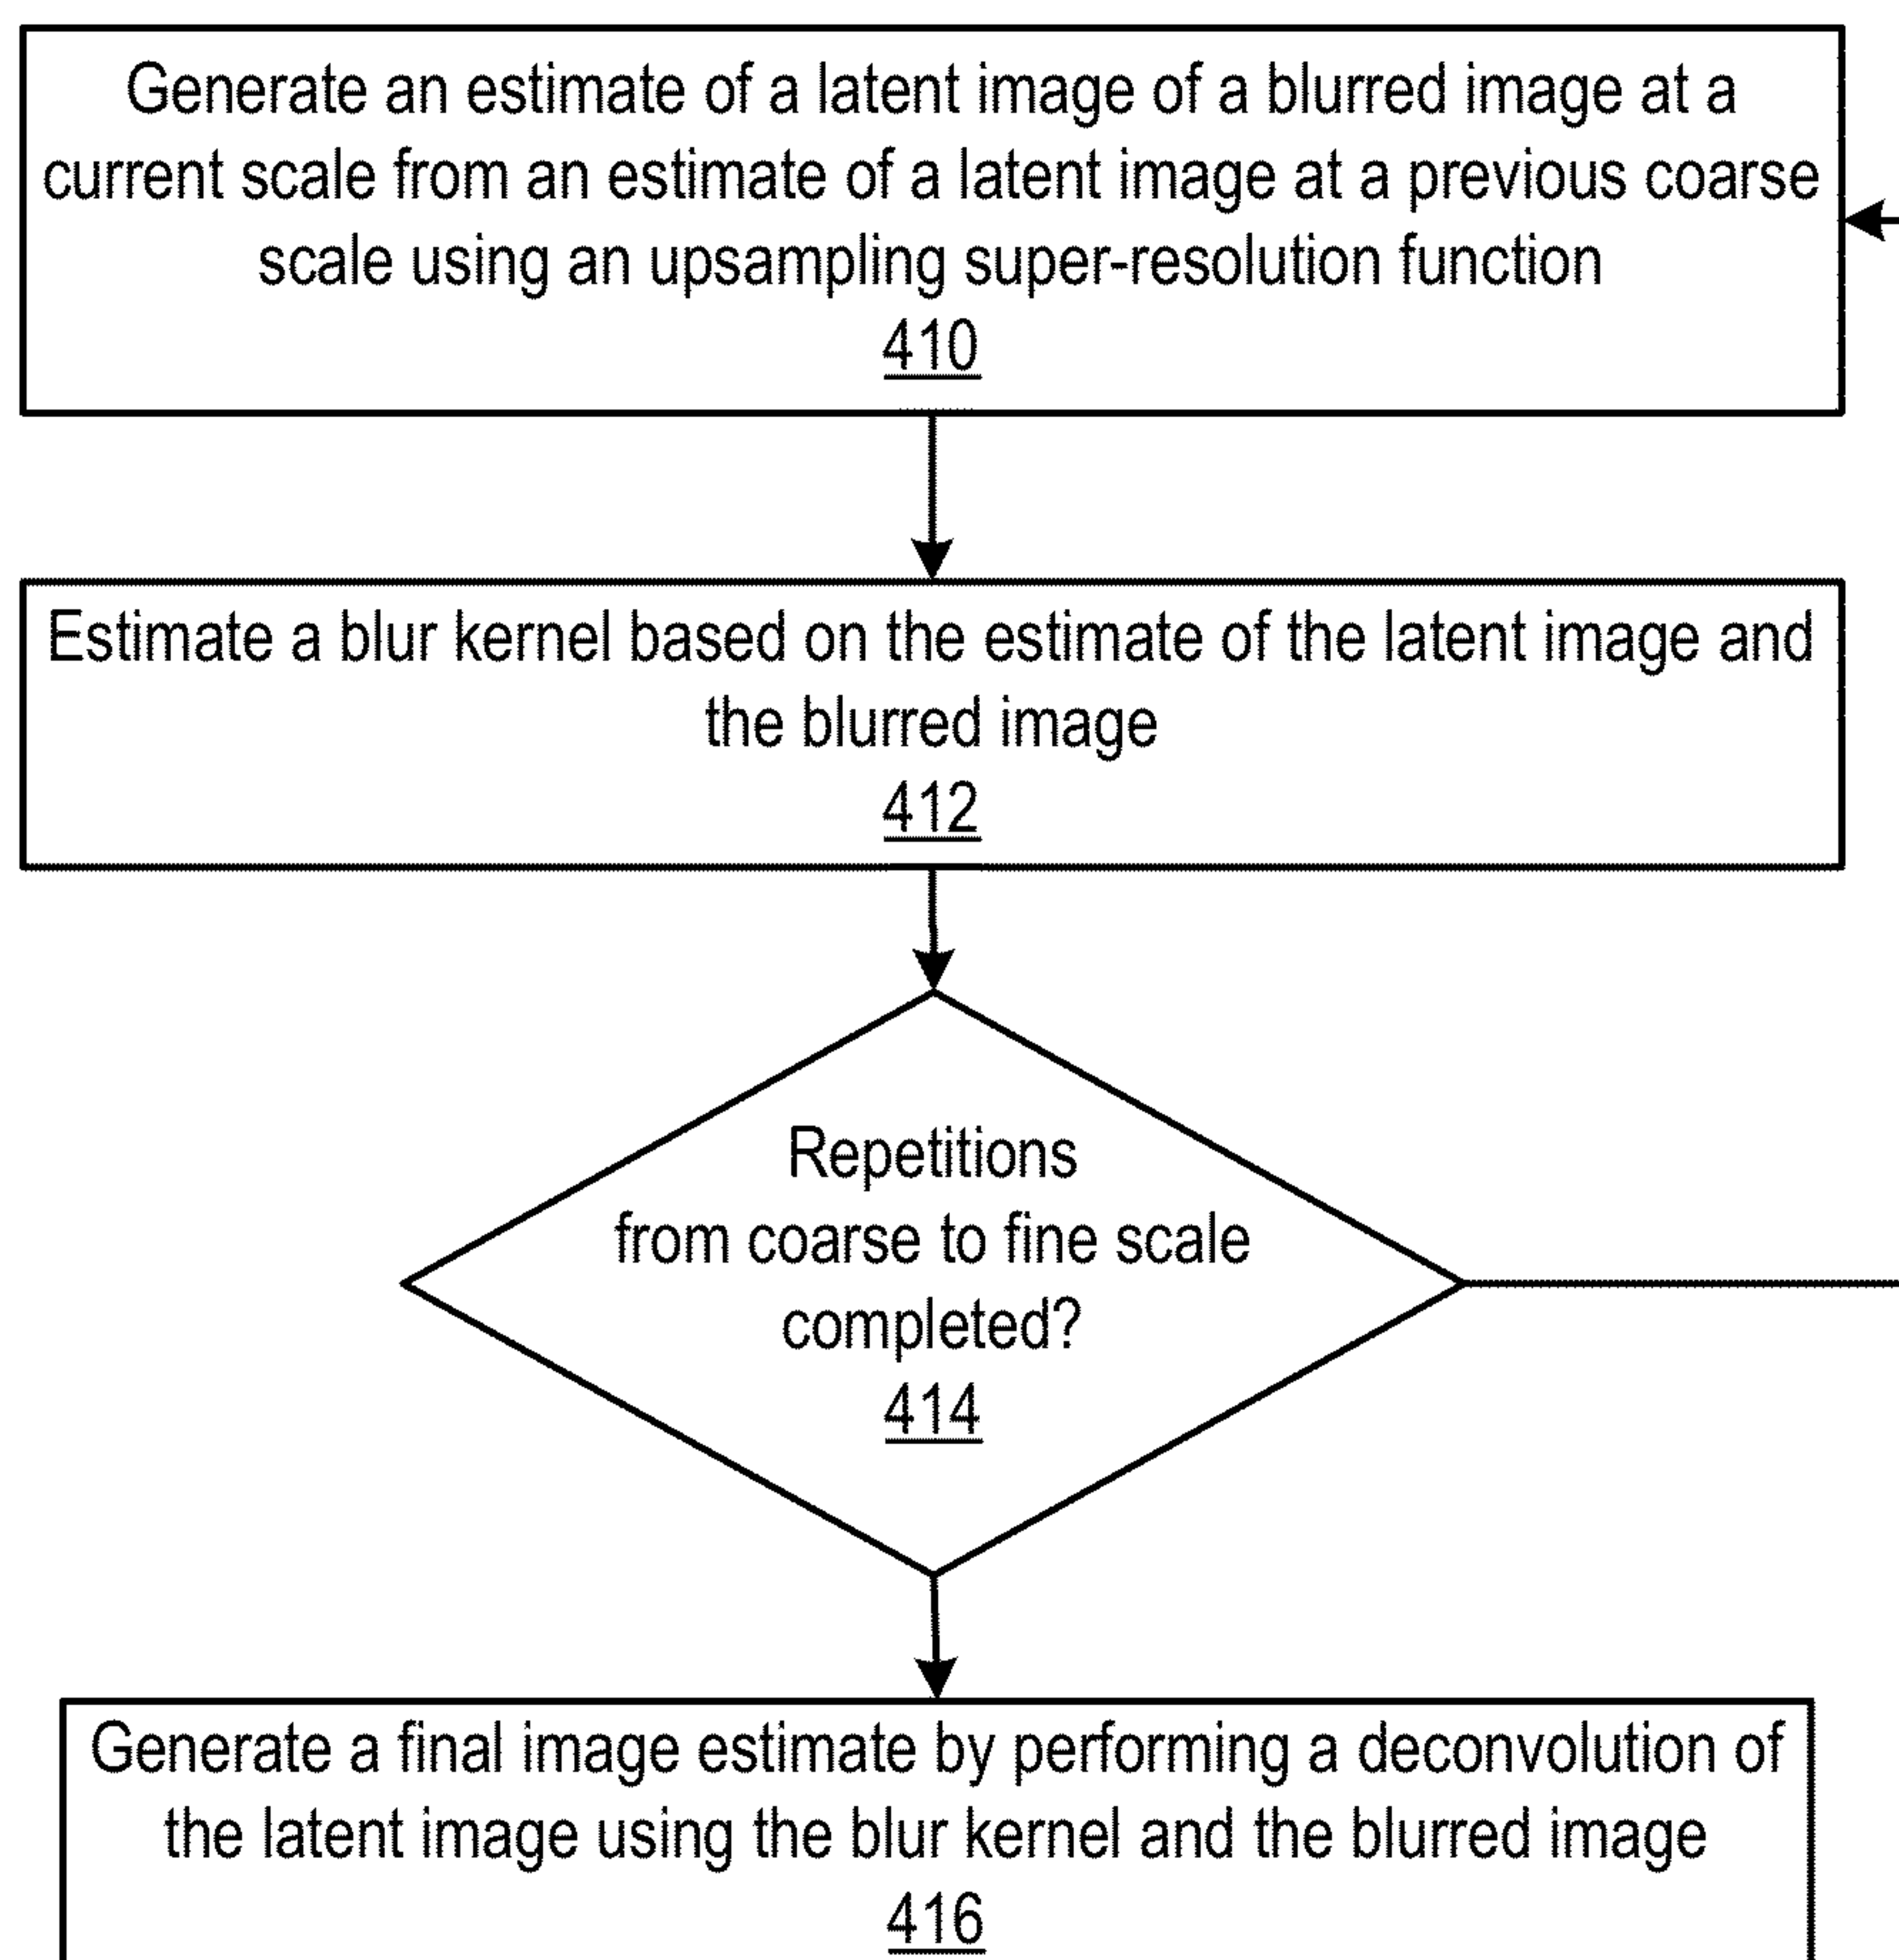 Generate an estimate of a latent image of a blurred image at a
current scale from an estimate of a latent image at a previous coarse
scale using an upsampling super-resolution function
410
Estimate a blur kernel based on the estimate of the latent image and
the blurred image
412
Repetitions
from coarse to fine scale
completed?
414
Generate a final image estimate by performing a deconvolution of
the latent image using the blur kernel and the blurred image
416